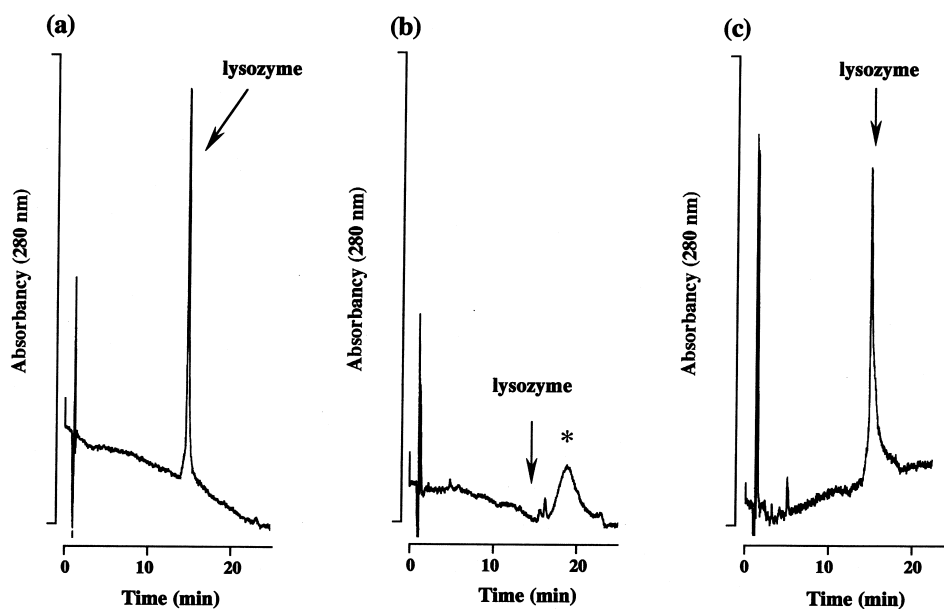 (a)
lysozyme
Absorbancy (280 nm)
0 10 20
Time (min)
(b)
lysozyme
*
Absorbancy (280 nm)
0 10 20
Time (min)
(c)
lysozyme
Absorbancy (280 nm)
0 10 20
Time (min)